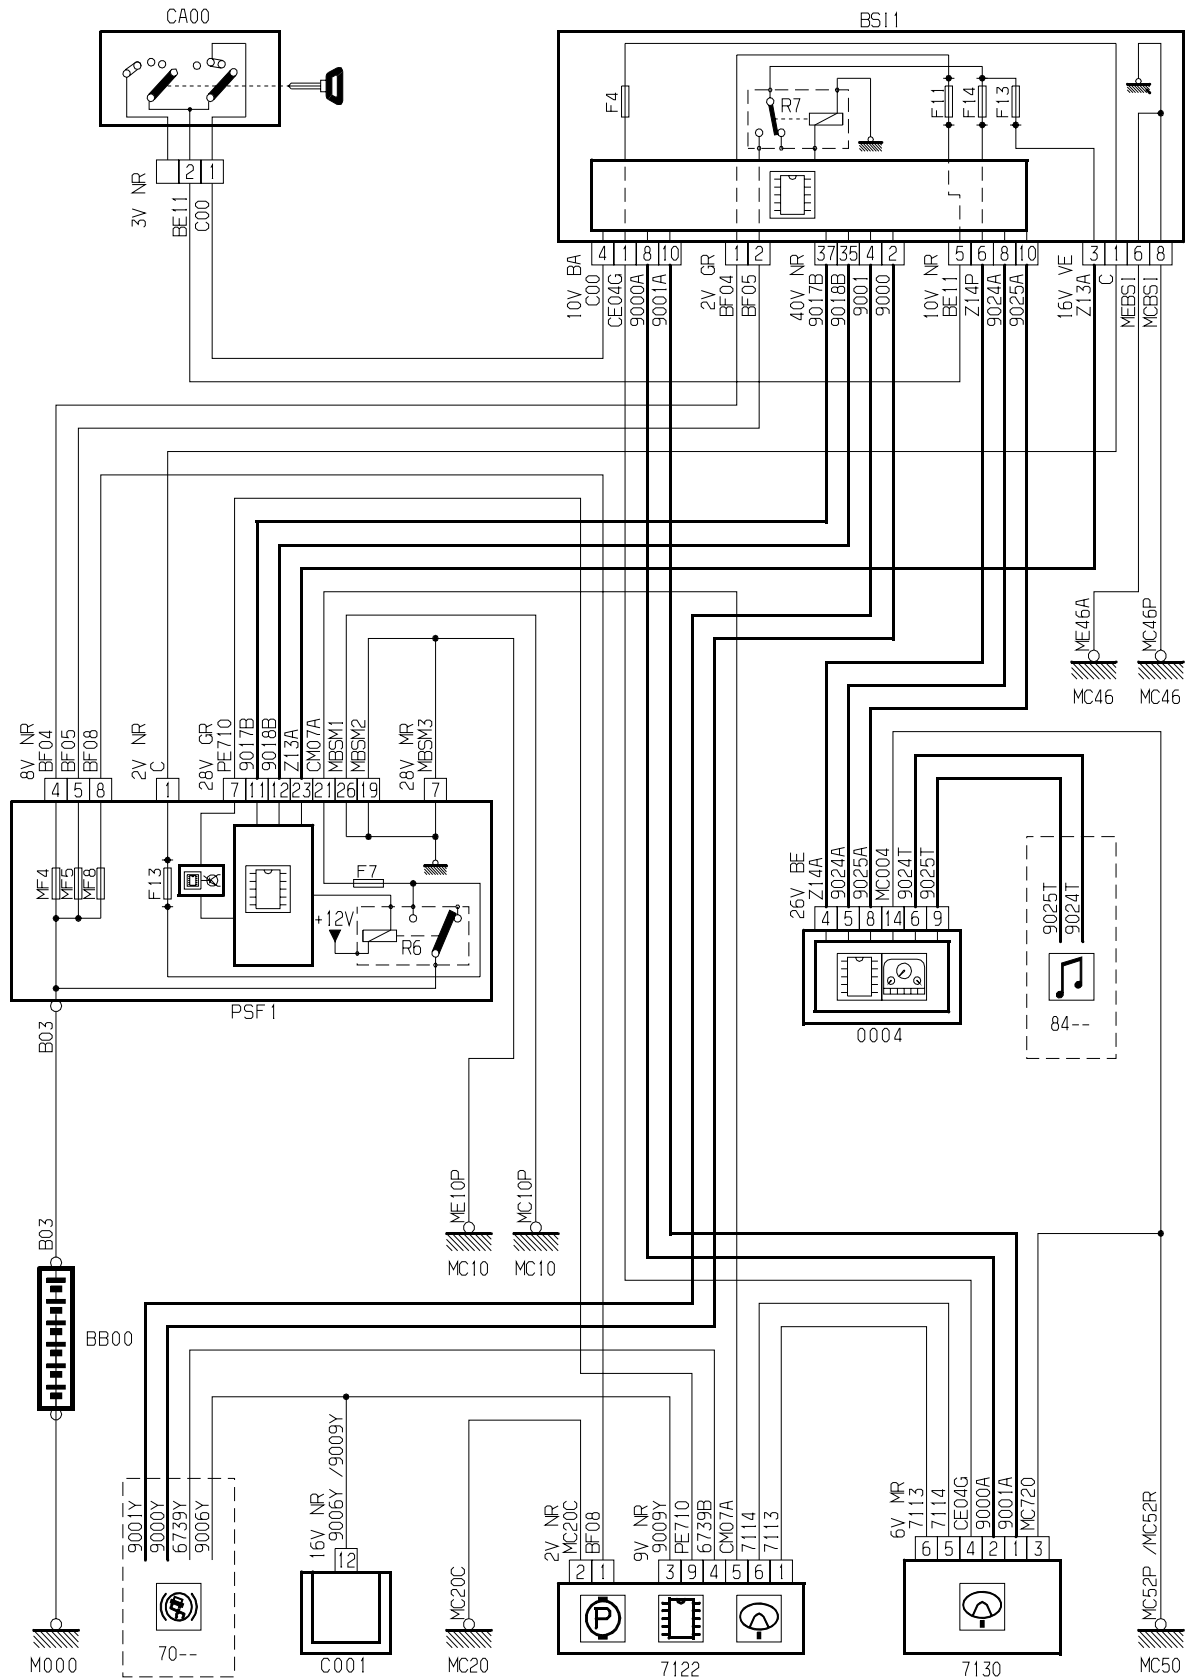 CA00
BSI1
F4
R7
F11
F14
F13
2 1
3V NR
BE11
C00
4 1 8 10
1 2
37 35 4 2
5 6 8 10
3 1 6 8
10V BA
C00
CE04G
9000A
9001A
2V GR
BF04
BF05
40V NR
9017B
9018B
9001
9000
10V NR
BE11
Z14P
9024A
9025A
16V VE
Z13A
C
MEBSI
MCBSI
ME46A
MC46P
MC46
MC46
8V NR
BF04
BF05
BF08
2V NR
C
28V GR
PE710
9017B
9018B
Z13A
CM07A
MBSM1
MBSM2
28V MR
MBSM3
4 5 8
1
7 11 12 23 21 26 19
7
MF4
MF5
MF8
F13
F7
+12V
R6
PSF1
26V BE
Z14A
9024A
9025A
MC004
9024T
9025T
4 5 8 14 6 9
0004
9025T
9024T
84--
B03
B03
ME10P
MC10P
MC10
MC10
BB00
9001Y
9000Y
6739Y
9006Y
70--
M000
16V NR
9006Y /9009Y
12
C001
MC20C
MC20
2V NR
MC20C
BF08
9V NR
9009Y
PE710
6739B
CM07A
7114
7113
2 1
3 9 4 5 6 1
P
7122
6V MR
7113
7114
CE04G
9000A
9001A
MC720
6 5 4 2 1 3
7130
MC52P /MC52R
MC50